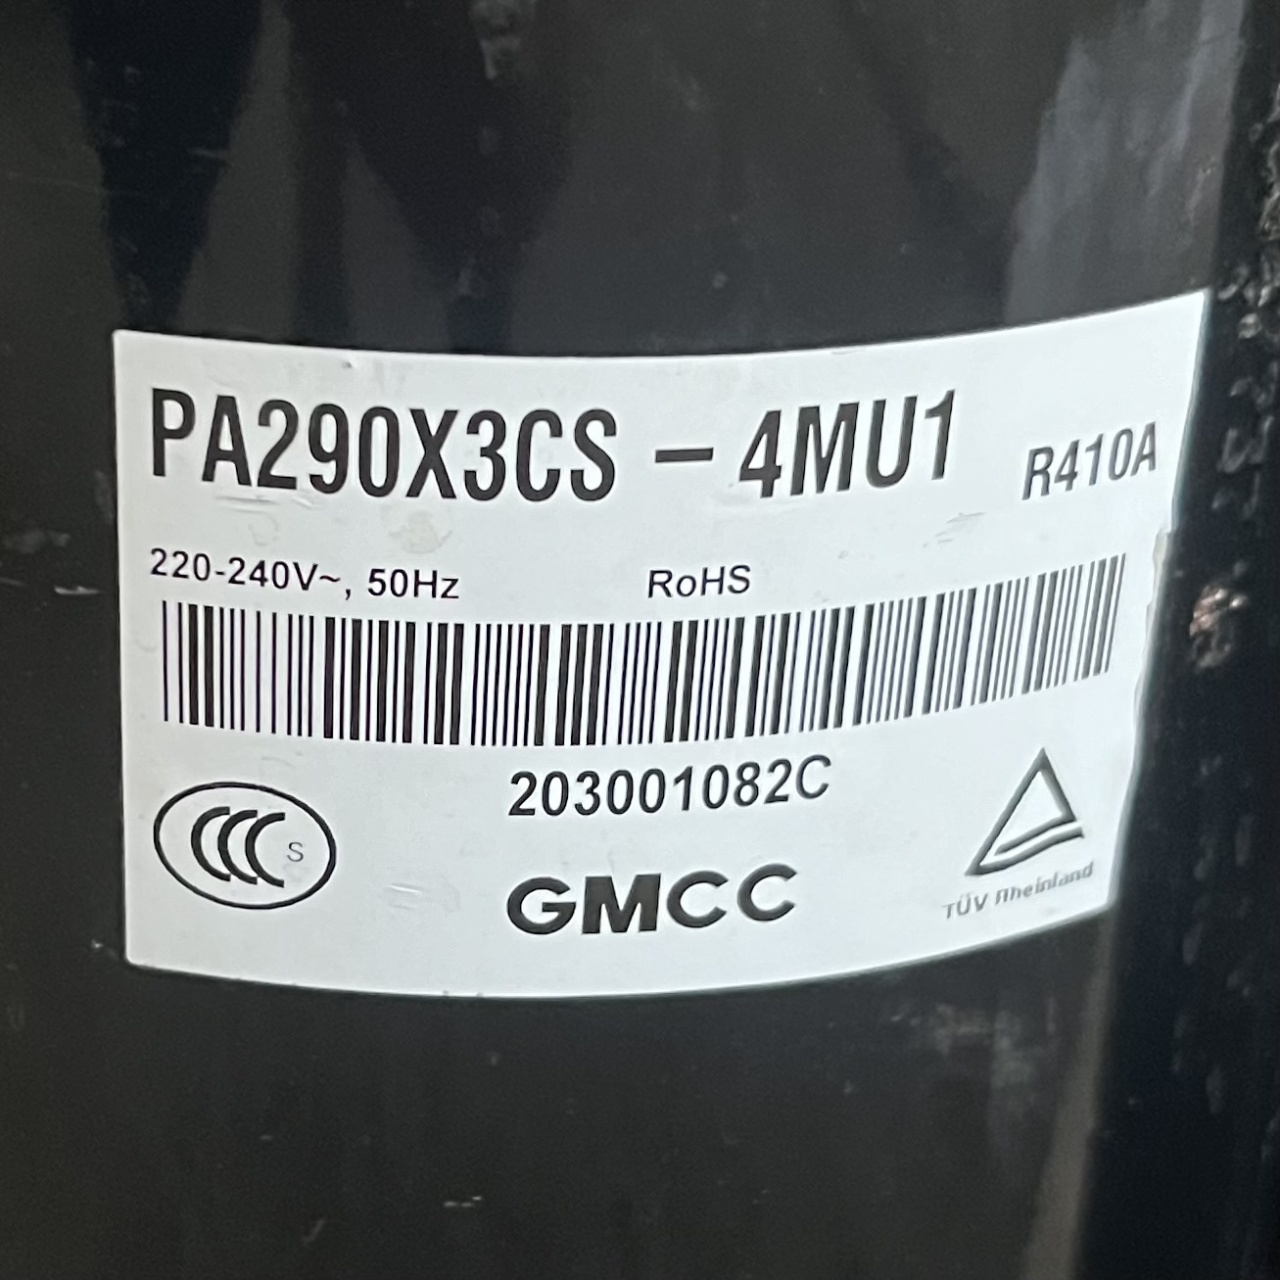 PA290X3CS – 4MU1 R410A
220-240V~, 50Hz RoHS
203001082C
CCC S
GMCC
TÜV Rheinland